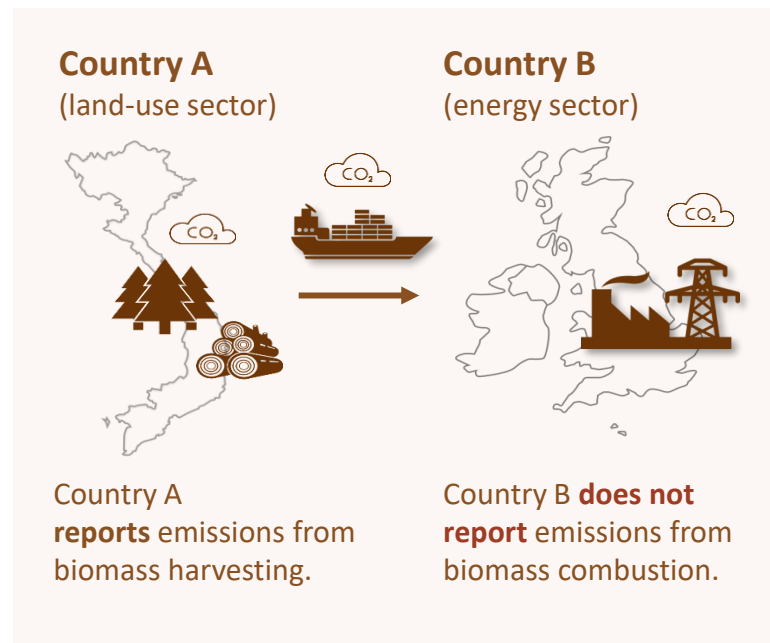 Country A
(land-use sector)
Country B
(energy sector)
CO₂
CO₂
CO₂
Country A
reports emissions from
biomass harvesting.
Country B does not
report emissions from
biomass combustion.